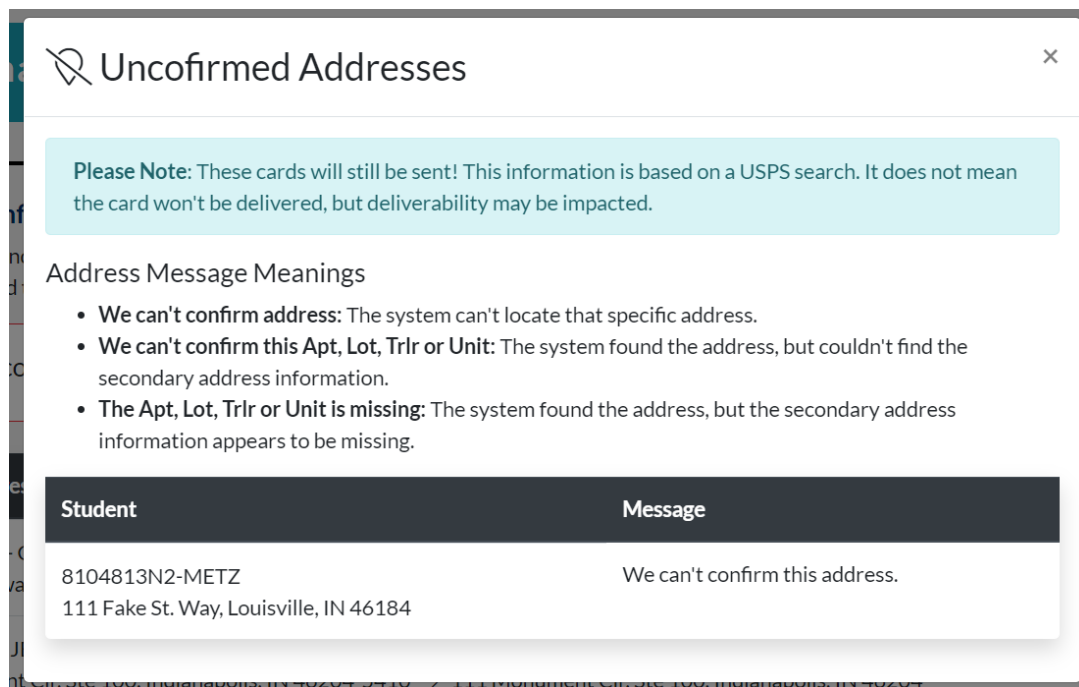 Uncofirmed Addresses
×
Please Note: These cards will still be sent! This information is based on a USPS search. It does not mean
the card won't be delivered, but deliverability may be impacted.
Address Message Meanings
• We can't confirm address: The system can't locate that specific address.
• We can't confirm this Apt, Lot, Trlr or Unit: The system found the address, but couldn't find the
secondary address information.
• The Apt, Lot, Trlr or Unit is missing: The system found the address, but the secondary address
information appears to be missing.
Student Message
8104813N2-METZ We can't confirm this address.
111 Fake St. Way, Louisville, IN 46184